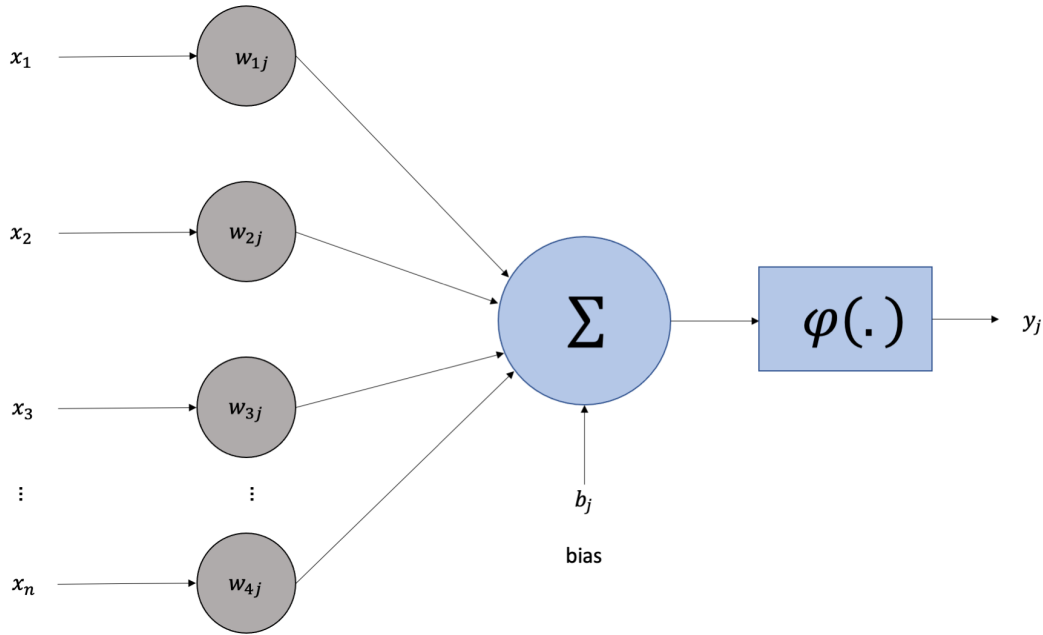 x₁ w₁ⱼ
x₂ w₂ⱼ
Σ φ(.) yⱼ
x₃ w₃ⱼ
⋮ ⋮
bⱼ
bias
xₙ w₄ⱼ